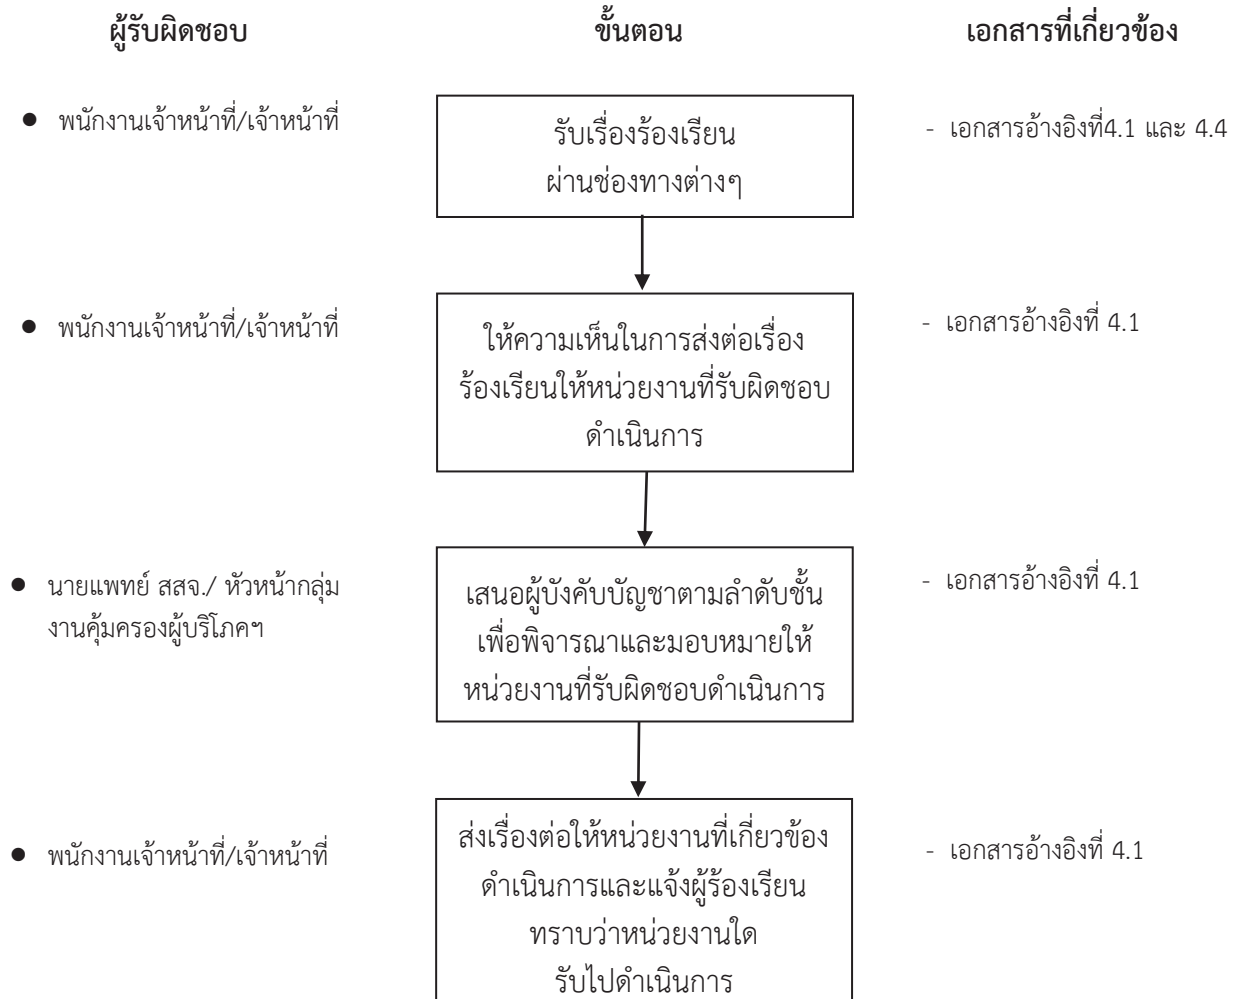 ผู้รับผิดชอบ
ขั้นตอน
เอกสารที่เกี่ยวข้อง
● พนักงานเจ้าหน้าที่/เจ้าหน้าที่
รับเรื่องร้องเรียน
ผ่านช่องทางต่างๆ
- เอกสารอ้างอิงที่4.1 และ 4.4
● พนักงานเจ้าหน้าที่/เจ้าหน้าที่
ให้ความเห็นในการส่งต่อเรื่อง
ร้องเรียนให้หน่วยงานที่รับผิดชอบ
ดำเนินการ
- เอกสารอ้างอิงที่ 4.1
● นายแพทย์ สสจ./ หัวหน้ากลุ่ม
งานคุ้มครองผู้บริโภคฯ
เสนอผู้บังคับบัญชาตามลำดับชั้น
เพื่อพิจารณาและมอบหมายให้
หน่วยงานที่รับผิดชอบดำเนินการ
- เอกสารอ้างอิงที่ 4.1
● พนักงานเจ้าหน้าที่/เจ้าหน้าที่
ส่งเรื่องต่อให้หน่วยงานที่เกี่ยวข้อง
ดำเนินการและแจ้งผู้ร้องเรียน
ทราบว่าหน่วยงานใด
รับไปดำเนินการ
- เอกสารอ้างอิงที่ 4.1